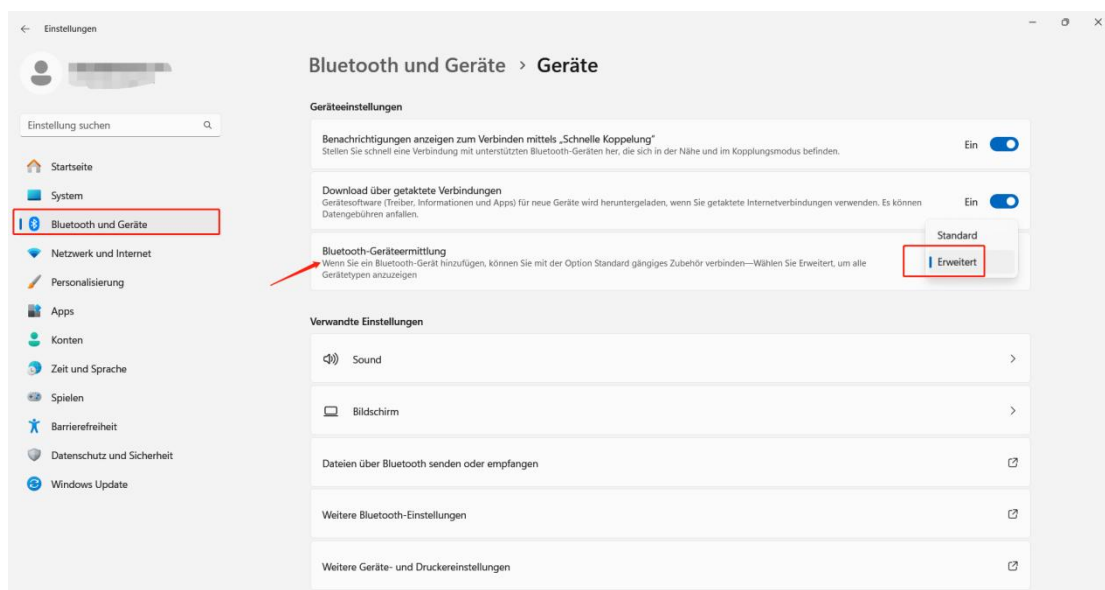 Einstellungen
Einstellung suchen
Startseite
System
Bluetooth und Geräte
Netzwerk und Internet
Personalisierung
Apps
Konten
Zeit und Sprache
Spielen
Barrierefreiheit
Datenschutz und Sicherheit
Windows Update
Bluetooth und Geräte > Geräte
Geräteeinstellungen
Benachrichtigungen anzeigen zum Verbinden mittels „Schnelle Koppelung"
Stellen Sie schnell eine Verbindung mit unterstützten Bluetooth-Geräten her, die sich in der Nähe und im Kopplungsmodus befinden.
Ein
Download über getaktete Verbindungen
Gerätesoftware (Treiber, Informationen und Apps) für neue Geräte wird heruntergeladen, wenn Sie getaktete Internetverbindungen verwenden. Es können
Datengebühren anfallen.
Ein
Bluetooth-Geräteermittlung
Wenn Sie ein Bluetooth-Gerät hinzufügen, können Sie mit der Option Standard gängiges Zubehör verbinden—Wählen Sie Erweitert, um alle
Gerätetypen anzuzeigen
Standard
Erweitert
Verwandte Einstellungen
Sound
Bildschirm
Dateien über Bluetooth senden oder empfangen
Weitere Bluetooth-Einstellungen
Weitere Geräte- und Druckereinstellungen